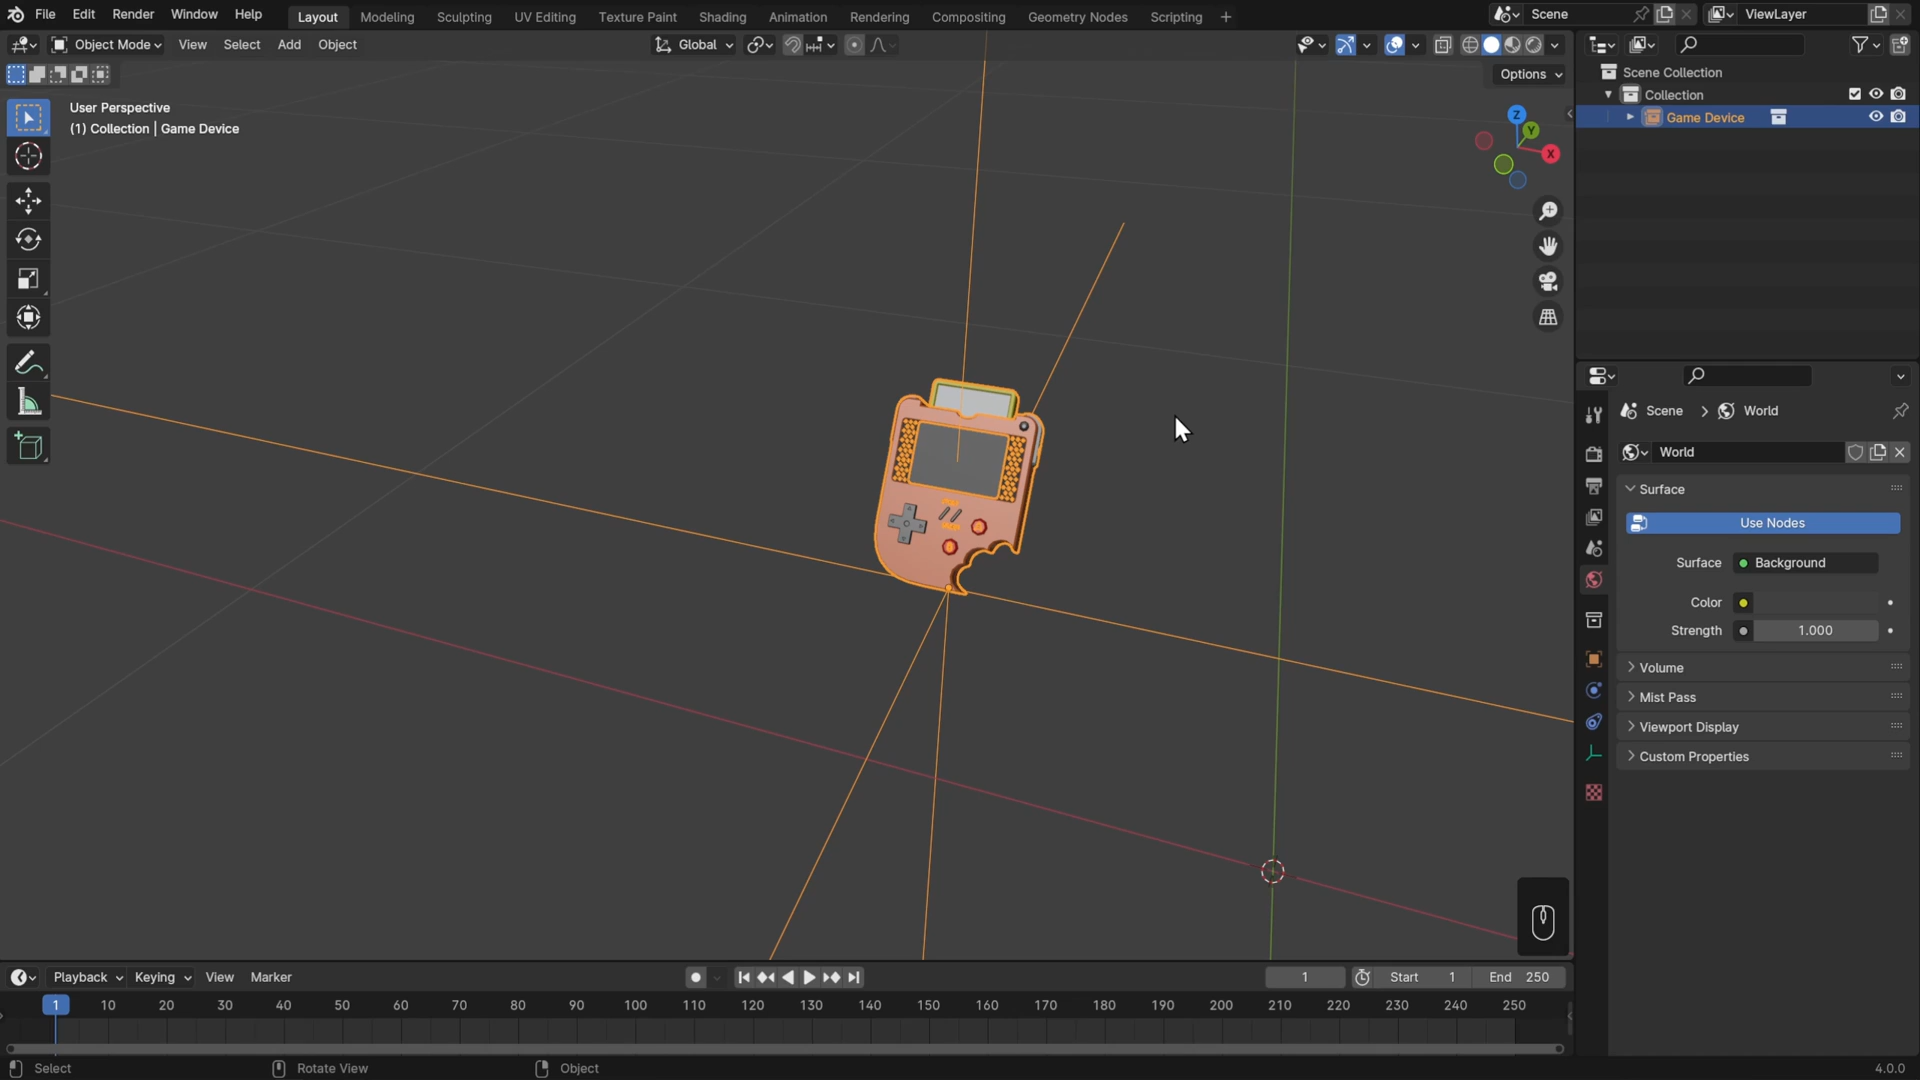 File Edit Render Window Help Layout Modeling Sculpting UV Editing Texture Paint Shading Animation Rendering Compositing Geometry Nodes Scripting + Scene ViewLayer
Object Mode View Select Add Object Global
Options
User Perspective
(1) Collection | Game Device
Z
Y
X
Scene Collection
Collection
Game Device
Scene World
World
Surface
Use Nodes
Surface Background
Color
Strength 1.000
Volume
Mist Pass
Viewport Display
Custom Properties
Playback Keying View Marker 1 Start 1 End 250
1 10 20 30 40 50 60 70 80 90 100 110 120 130 140 150 160 170 180 190 200 210 220 230 240 250
Select Rotate View Object 4.0.0